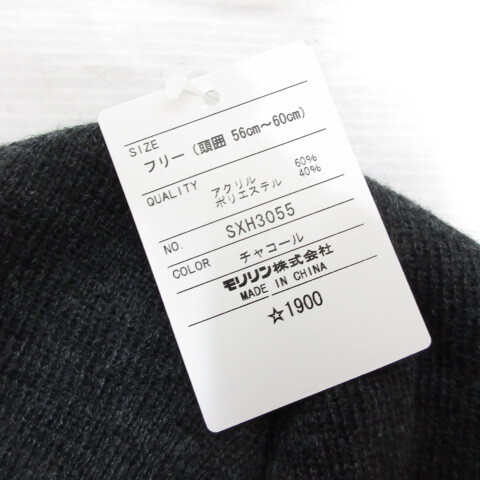 SIZE
フリー (頭囲 56cm～60cm)
QUALITY アクリル 60%
ポリエステル 40%
NO. SXH3055
COLOR チャコール
モリリン株式会社
MADE IN CHINA
☆1900